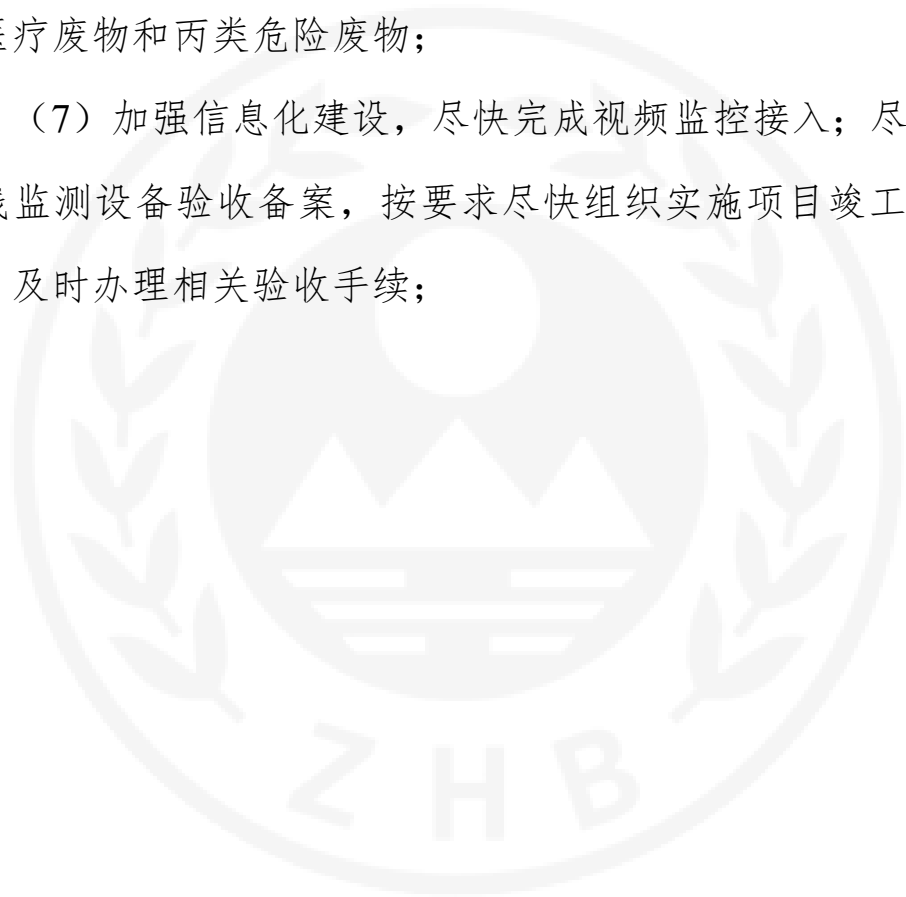 医疗废物和丙类危险废物；
（7）加强信息化建设，尽快完成视频监控接入；尽
线监测设备验收备案，按要求尽快组织实施项目竣工
及时办理相关验收手续；
ZHB